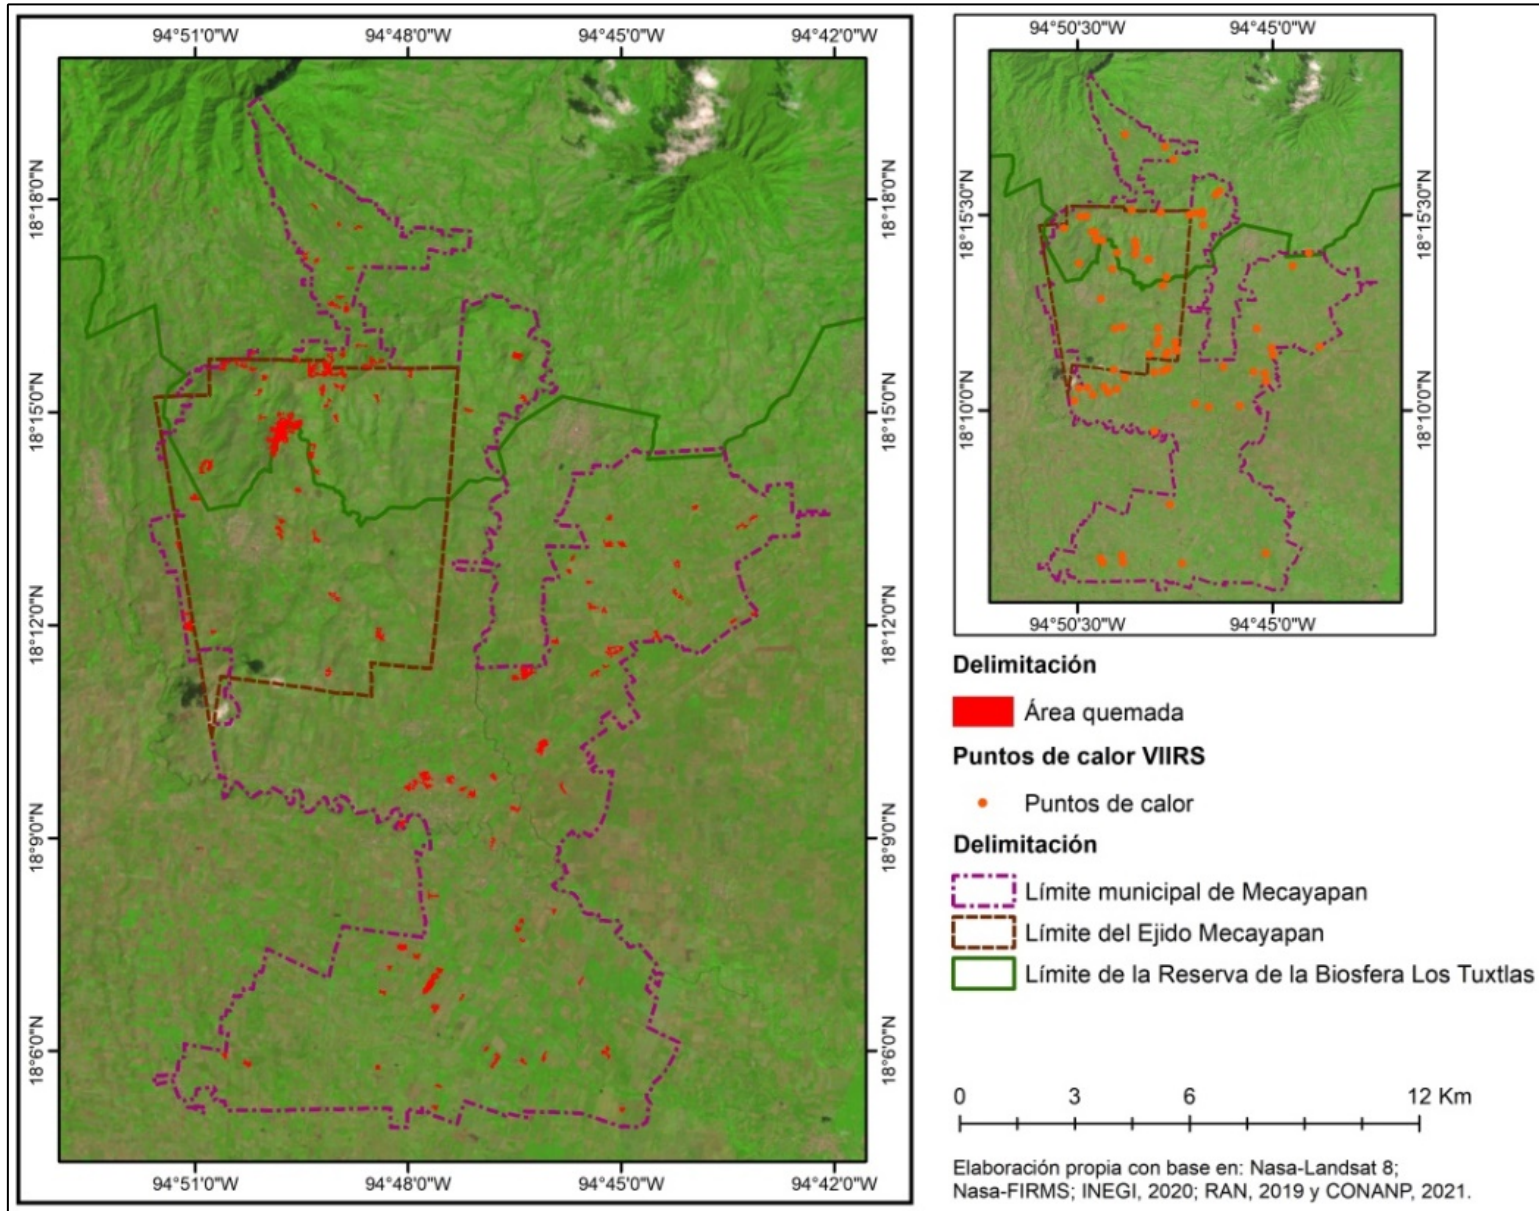 94°51'0"W 94°48'0"W 94°45'0"W 94°42'0"W
18°18'0"N 18°18'0"N
18°15'0"N 18°15'0"N
18°12'0"N 18°12'0"N
18°9'0"N 18°9'0"N
18°6'0"N 18°6'0"N
94°51'0"W 94°48'0"W 94°45'0"W 94°42'0"W
94°50'30"W 94°45'0"W
18°15'30"N 18°15'30"N
18°10'0"N 18°10'0"N
94°50'30"W 94°45'0"W
Delimitación
Área quemada
Puntos de calor VIIRS
Puntos de calor
Delimitación
Límite municipal de Mecayapan
Límite del Ejido Mecayapan
Límite de la Reserva de la Biosfera Los Tuxtlas
0 3 6 12 Km
Elaboración propia con base en: Nasa-Landsat 8;
Nasa-FIRMS; INEGI, 2020; RAN, 2019 y CONANP, 2021.